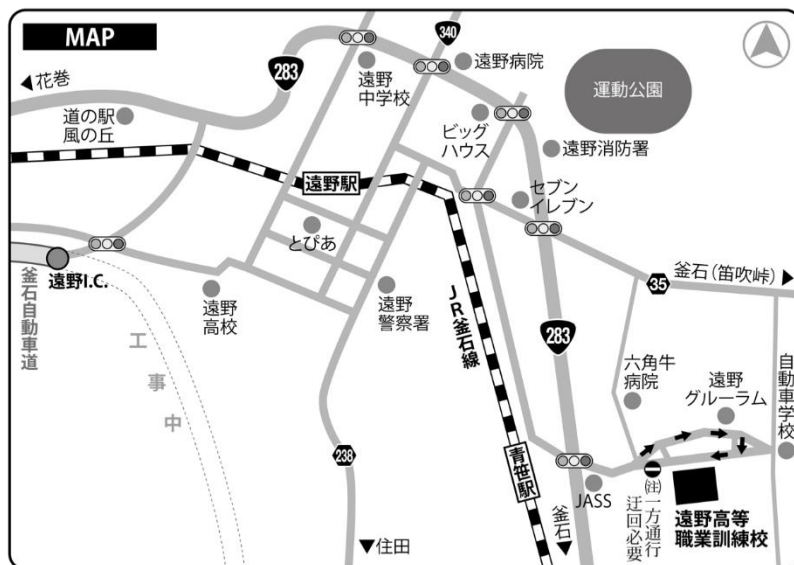 MAP
340
283
花巻
道の駅
風の丘
遠野
中学校
遠野病院
運動公園
ビッグ
ハウス
遠野消防署
遠野駅
セブン
イレブン
とぴあ
遠野I.C.
釜石自動車道
遠野
高校
遠野
警察署
JR釜石線
35
釜石(笛吹峠)
283
工事中
六角牛
病院
遠野
グルーラム
自動車学校
238
青笹駅
住田
釜石
JASS
(注)一方通行
迂回必要
遠野高等
職業訓練校